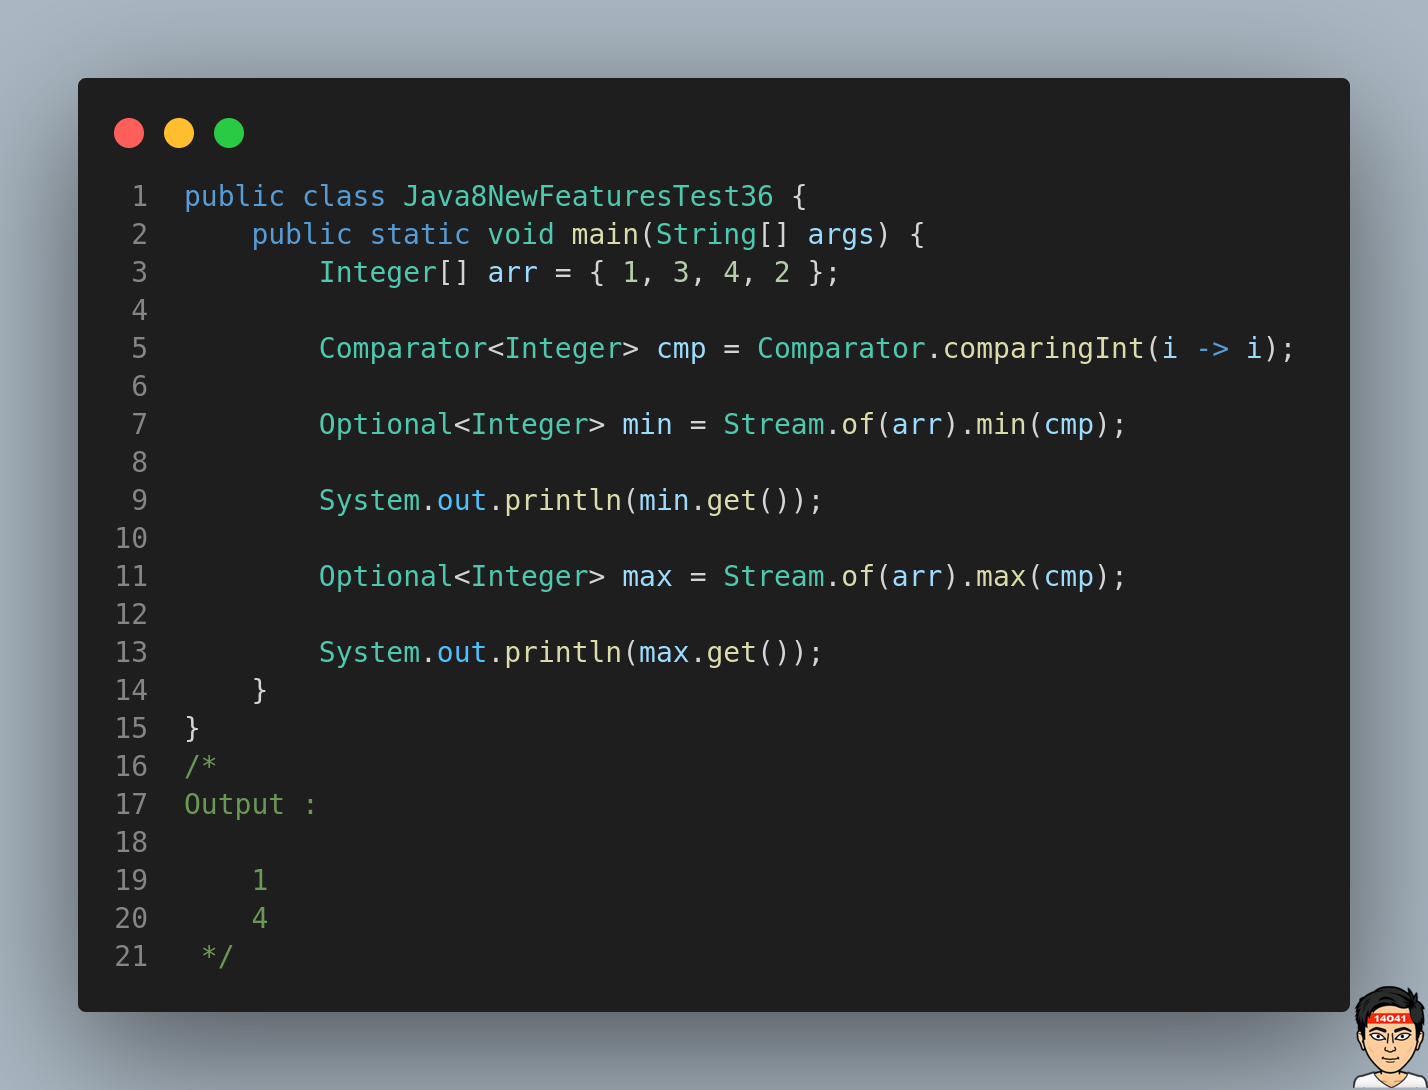 1 public class Java8NewFeaturesTest36 {
2     public static void main(String[] args) {
3         Integer[] arr = { 1, 3, 4, 2 };
4
5         Comparator<Integer> cmp = Comparator.comparingInt(i -> i);
6
7         Optional<Integer> min = Stream.of(arr).min(cmp);
8
9         System.out.println(min.get());
10
11         Optional<Integer> max = Stream.of(arr).max(cmp);
12
13         System.out.println(max.get());
14     }
15 }
16 /*
17 Output :
18
19     1
20     4
21  */
14041